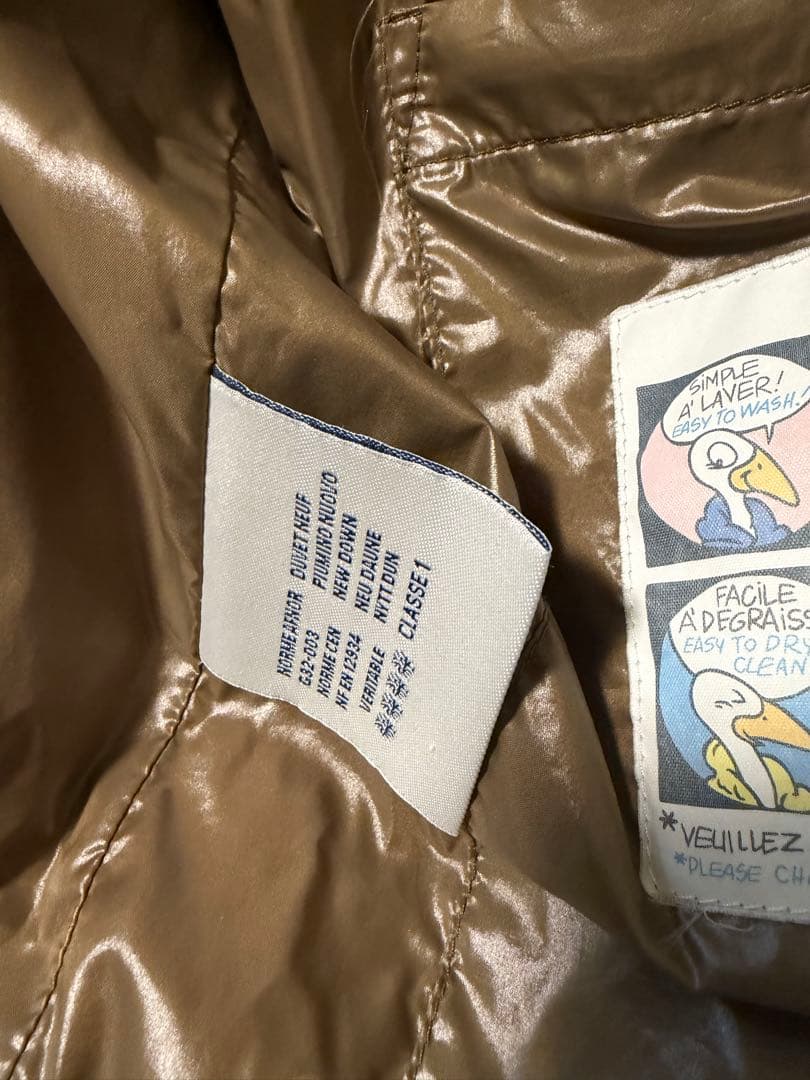 NORME AFNOR DUVET NEUF
G32-003 PIUMINO NUOVO
NORME CEN NEW DOWN
NF EN 12934 NEU DAUNE
VERITABLE NYTT DUN
CLASSE 1
SIMPLE
A' LAVER!
EASY TO WASH!
FACILE
A' DEGRAISS
EASY TO DRY
CLEAN
*VEUILLEZ
*PLEASE